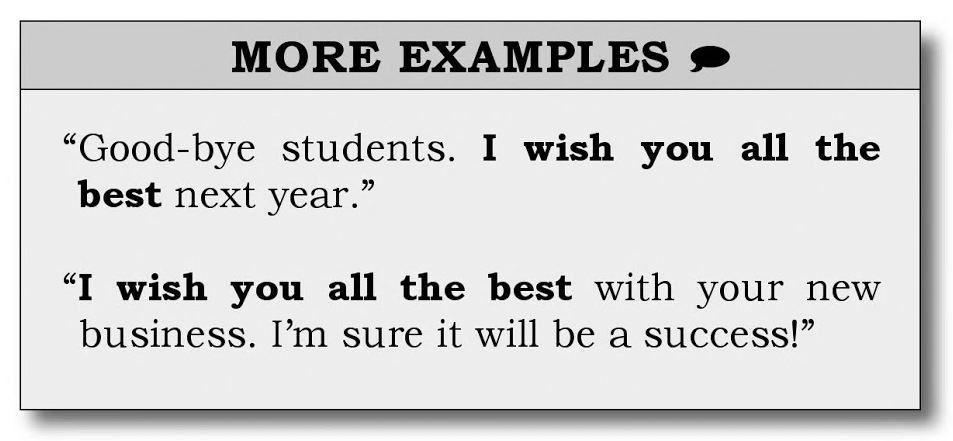 MORE EXAMPLES
“Good-bye students. I wish you all the
best next year.”
“I wish you all the best with your new
business. I’m sure it will be a success!”